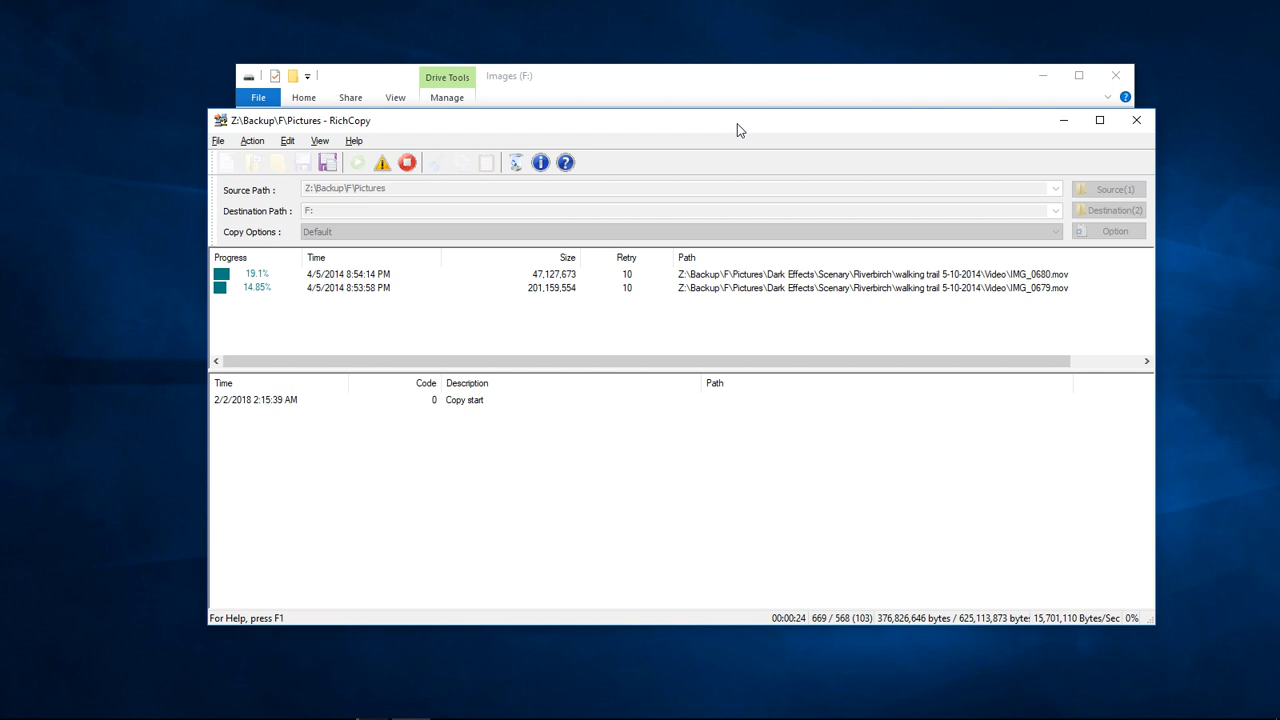 Drive Tools Images (F:)
File Home Share View Manage
Z:\Backup\F\Pictures - RichCopy
File Action Edit View Help
Source Path : Z:\Backup\F\Pictures Source(1)
Destination Path : F: Destination(2)
Copy Options : Default Option
Progress Time Size Retry Path
19.1% 4/5/2014 8:54:14 PM 47,127,673 10 Z:\Backup\F\Pictures\Dark Effects\Scenary\Riverbirch\walking trail 5-10-2014\Video\IMG_0680.mov
14.85% 4/5/2014 8:53:58 PM 201,159,554 10 Z:\Backup\F\Pictures\Dark Effects\Scenary\Riverbirch\walking trail 5-10-2014\Video\IMG_0679.mov
Time Code Description Path
2/2/2018 2:15:39 AM 0 Copy start
For Help, press F1 00:00:24 669 / 568 (103) 376,826,646 bytes / 625,113,873 byte: 15,701,110 Bytes/Sec 0%